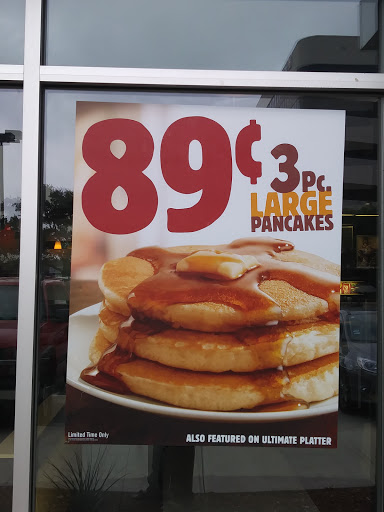 89¢
3 Pc.
LARGE
PANCAKES
Limited Time Only
ALSO FEATURED ON ULTIMATE PLATTER